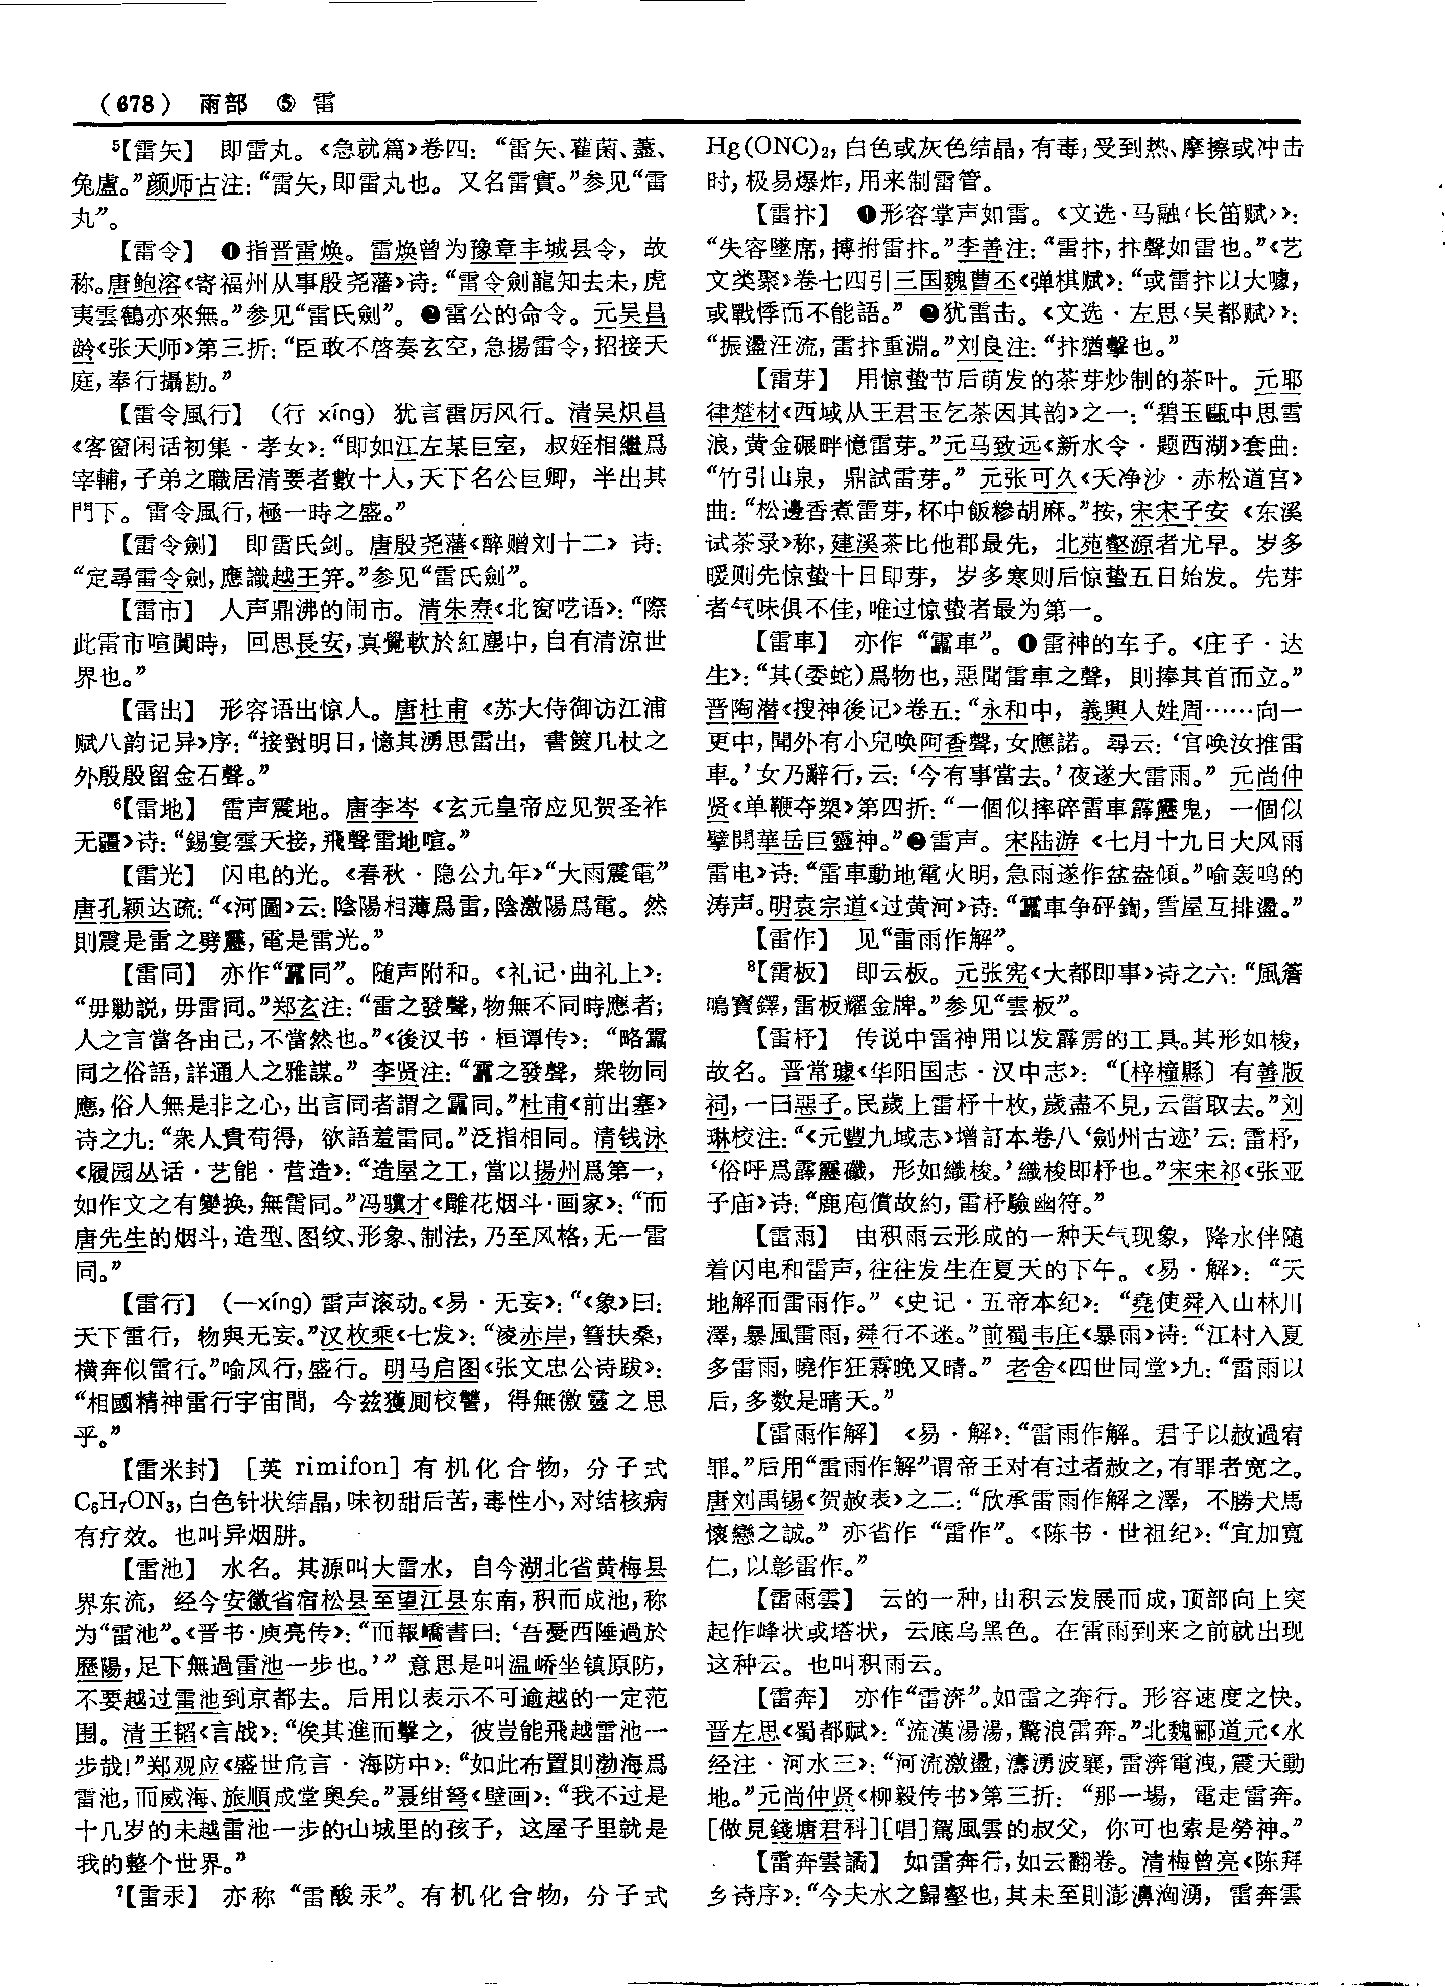 (678) 雨部 ⑤ 雷
⁵【雷矢】 即雷丸。《急就篇》卷四：“雷矢、雚菌、藎、
兔盧。”颜师古注：“雷矢，即雷丸也。又名雷實。”参见“雷
丸”。
【雷令】 ❶指晋雷焕。雷焕曾为豫章丰城县令，故
称。唐鲍溶《寄福州从事殷尧藩》诗：“雷令劍龍知去未，虎
夷雲鶴亦來無。”参见“雷氏劍”。❷雷公的命令。元吴昌
龄《张天师》第三折：“臣敢不啓奏玄空，急揚雷令，招接天
庭，奉行攝勘。”
【雷令風行】 （行 xíng） 犹言雷厉风行。清吴炽昌
《客窗闲话初集·孝女》：“即如江左某巨室，叔姪相繼爲
宰輔，子弟之職居清要者數十人，天下名公巨卿，半出其
門下。雷令風行，極一時之盛。”
【雷令劍】 即雷氏剑。唐殷尧藩《醉赠刘十二》诗：
“定尋雷令劍，應識越王笄。”参见“雷氏劍”。
【雷市】 人声鼎沸的闹市。清朱焘《北窗呓语》：“際
此雷市喧闐時，回思長安，真覺軟於紅塵中，自有清涼世
界也。”
【雷出】 形容语出惊人。唐杜甫《苏大侍御访江浦
赋八韵记异》序：“接對明日，憶其湧思雷出，書篋几杖之
外殷殷留金石聲。”
⁶【雷地】 雷声震地。唐李岑《玄元皇帝应见贺圣祚
无疆》诗：“錫宴雲天接，飛聲雷地喧。”
【雷光】 闪电的光。《春秋·隐公九年》“大雨震電”
唐孔颖达疏：“《河圖》云：陰陽相薄爲雷，陰激陽爲電。然
則震是雷之劈靂，電是雷光。”
【雷同】 亦作“靁同”。随声附和。《礼记·曲礼上》：
“毋勦説，毋雷同。”郑玄注：“雷之發聲，物無不同時應者；
人之言當各由己，不當然也。”《後汉书·桓谭传》：“略靁
同之俗語，詳通人之雅謀。”李贤注：“靁之發聲，衆物同
應，俗人無是非之心，出言同者謂之靁同。”杜甫《前出塞》
诗之九：“衆人貴苟得，欲語羞雷同。”泛指相同。清钱泳
《履园丛话·艺能·营造》：“造屋之工，當以揚州爲第一，
如作文之有變换，無雷同。”冯骥才《雕花烟斗·画家》：“而
唐先生的烟斗，造型、图纹、形象、制法，乃至风格，无一雷
同。”
【雷行】 （—xíng）雷声滚动。《易·无妄》：“《象》曰：
天下雷行，物與无妄。”汉枚乘《七发》：“凌赤岸，篲扶桑，
横奔似雷行。”喻风行，盛行。明马启图《张文忠公诗跋》：
“相國精神雷行宇宙間，今兹獲厠校讐，得無徼靈之思
乎。”
【雷米封】 ［英 rimifon］有机化合物，分子式
C₆H₇ON₃，白色针状结晶，味初甜后苦，毒性小，对结核病
有疗效。也叫异烟肼。
【雷池】 水名。其源叫大雷水，自今湖北省黄梅县
界东流，经今安徽省宿松县至望江县东南，积而成池，称
为“雷池”。《晋书·庾亮传》：“而報嶠書曰：‘吾憂西陲過於
歷陽，足下無過雷池一步也。’”意思是叫温峤坐镇原防，
不要越过雷池到京都去。后用以表示不可逾越的一定范
围。清王韬《言战》：“俟其進而擊之，彼豈能飛越雷池一
步哉！”郑观应《盛世危言·海防中》：“如此布置則渤海爲
雷池，而威海、旅順成堂奥矣。”聂绀弩《壁画》：“我不过是
十几岁的未越雷池一步的山城里的孩子，这屋子里就是
我的整个世界。”
⁷【雷汞】 亦称“雷酸汞”。有机化合物，分子式
Hg(ONC)₂，白色或灰色结晶，有毒，受到热、摩擦或冲击
时，极易爆炸，用来制雷管。
【雷抃】 ❶形容掌声如雷。《文选·马融〈长笛赋〉》：
“失容墜席，搏拊雷抃。”李善注：“雷抃，抃聲如雷也。”《艺
文类聚》卷七四引三国魏曹丕《弹棋赋》：“或雷抃以大噱，
或戰悸而不能語。”❷犹雷击。《文选·左思〈吴都赋〉》：
“振盪汪流，雷抃重淵。”刘良注：“抃猶擊也。”
【雷芽】 用惊蛰节后萌发的茶芽炒制的茶叶。元耶
律楚材《西域从王君玉乞茶因其韵》之一：“碧玉甌中思雪
浪，黄金碾畔憶雷芽。”元马致远《新水令·题西湖》套曲：
“竹引山泉，鼎試雷芽。”元张可久《天净沙·赤松道宫》
曲：“松邊香煮雷芽，杯中飯糝胡麻。”按，宋宋子安《东溪
试茶录》称，建溪茶比他郡最先，北苑壑源者尤早。岁多
暖则先惊蛰十日即芽，岁多寒则后惊蛰五日始发。先芽
者气味俱不佳，唯过惊蛰者最为第一。
【雷車】 亦作“靁車”。❶雷神的车子。《庄子·达
生》：“其（委蛇）爲物也，惡聞雷車之聲，則捧其首而立。”
晋陶潜《搜神後记》卷五：“永和中，義興人姓周……向一
更中，聞外有小兒唤阿香聲，女應諾。尋云：‘官唤汝推雷
車。’女乃辭行，云：‘今有事當去。’夜遂大雷雨。”元尚仲
贤《单鞭夺槊》第四折：“一個似摔碎雷車霹靂鬼，一個似
擘開華岳巨靈神。”❷雷声。宋陆游《七月十九日大风雨
雷电》诗：“雷車動地電火明，急雨遂作盆盎傾。”喻轰鸣的
涛声。明袁宗道《过黄河》诗：“靁車争砰鍧，雪屋互排盪。”
【雷作】 见“雷雨作解”。
⁸【雷板】 即云板。元张宪《大都即事》诗之六：“風簷
鳴寶鐸，雷板耀金牌。”参见“雲板”。
【雷杼】 传说中雷神用以发霹雳的工具。其形如梭，
故名。晋常璩《华阳国志·汉中志》：“〔梓橦縣〕有善版
祠，一曰惡子。民歲上雷杼十枚，歲盡不見，云雷取去。”刘
琳校注：“《元豐九域志》增訂本卷八‘劍州古迹’云：雷杼，
‘俗呼爲霹靂礮，形如織梭。’織梭即杼也。”宋宋祁《张亚
子庙》诗：“鹿庖償故約，雷杼驗幽符。”
【雷雨】 由积雨云形成的一种天气现象，降水伴随
着闪电和雷声，往往发生在夏天的下午。《易·解》：“天
地解而雷雨作。”《史记·五帝本纪》：“堯使舜入山林川
澤，暴風雷雨，舜行不迷。”前蜀韦庄《暴雨》诗：“江村入夏
多雷雨，曉作狂霖晚又晴。”老舍《四世同堂》九：“雷雨以
后，多数是晴天。”
【雷雨作解】 《易·解》：“雷雨作解。君子以赦過宥
罪。”后用“雷雨作解”谓帝王对有过者赦之，有罪者宽之。
唐刘禹锡《贺赦表》之二：“欣承雷雨作解之澤，不勝犬馬
懷戀之誠。”亦省作“雷作”。《陈书·世祖纪》：“宜加寬
仁，以彰雷作。”
【雷雨雲】 云的一种，由积云发展而成，顶部向上突
起作峰状或塔状，云底乌黑色。在雷雨到来之前就出现
这种云。也叫积雨云。
【雷奔】 亦作“雷渀”。如雷之奔行。形容速度之快。
晋左思《蜀都赋》：“流漢湯湯，驚浪雷奔。”北魏郦道元《水
经注·河水三》：“河流激盪，濤湧波襄，雷渀電洩，震天動
地。”元尚仲贤《柳毅传书》第三折：“那一場，電走雷奔。
［做見錢塘君科］［唱］駕風雲的叔父，你可也索是勞神。”
【雷奔雲譎】 如雷奔行，如云翻卷。清梅曾亮《陈拜
乡诗序》：“今夫水之歸壑也，其未至則澎濞洶湧，雷奔雲